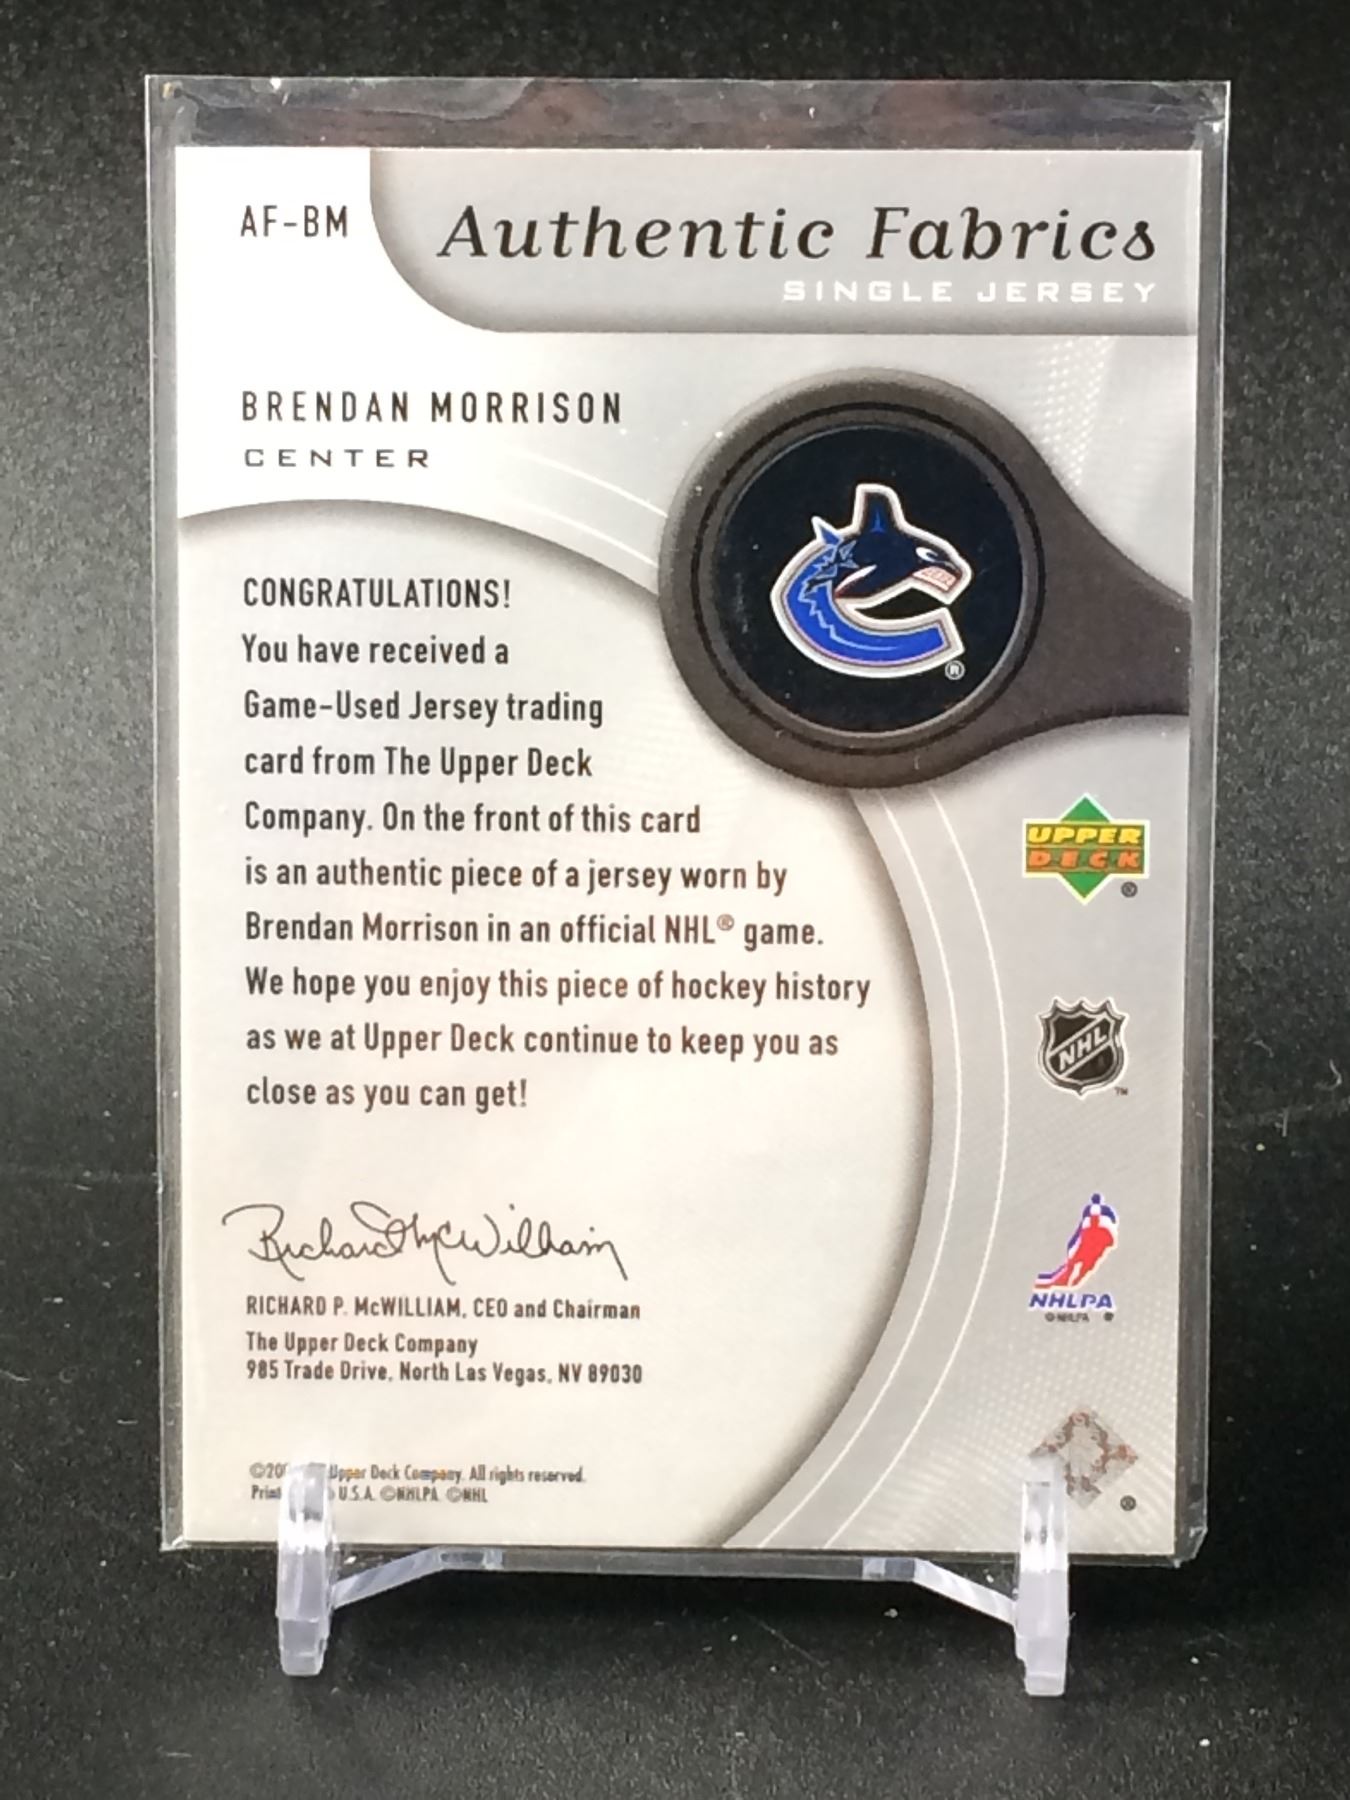 AF-BM
Authentic Fabrics
SINGLE JERSEY
BRENDAN MORRISON
CENTER
CONGRATULATIONS!
You have received a
Game-Used Jersey trading
card from The Upper Deck
Company. On the front of this card
is an authentic piece of a jersey worn by
Brendan Morrison in an official NHL® game.
We hope you enjoy this piece of hockey history
as we at Upper Deck continue to keep you as
close as you can get!
®
UPPER
DECK
®
NHL
™
NHLPA
©NHLPA ®
Richard McWilliam
RICHARD P. McWILLIAM, CEO and Chairman
The Upper Deck Company
985 Trade Drive, North Las Vegas, NV 89030
Upper Deck Company. All rights reserved.
U.S.A. ©NHLPA ©NHL
®